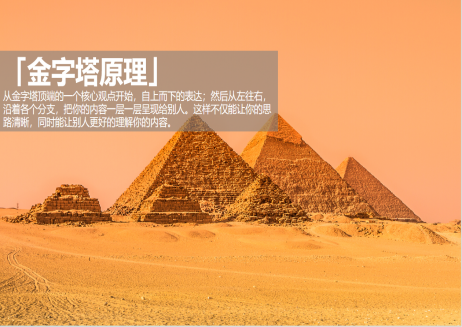 「金字塔原理」
从金字塔顶端的一个核心观点开始，自上而下的表达；然后从左往右，
沿着各个分支，把你的内容一层一层呈现给别人。这样不仅能让你的思
路清晰，同时能让别人更好的理解你的内容。